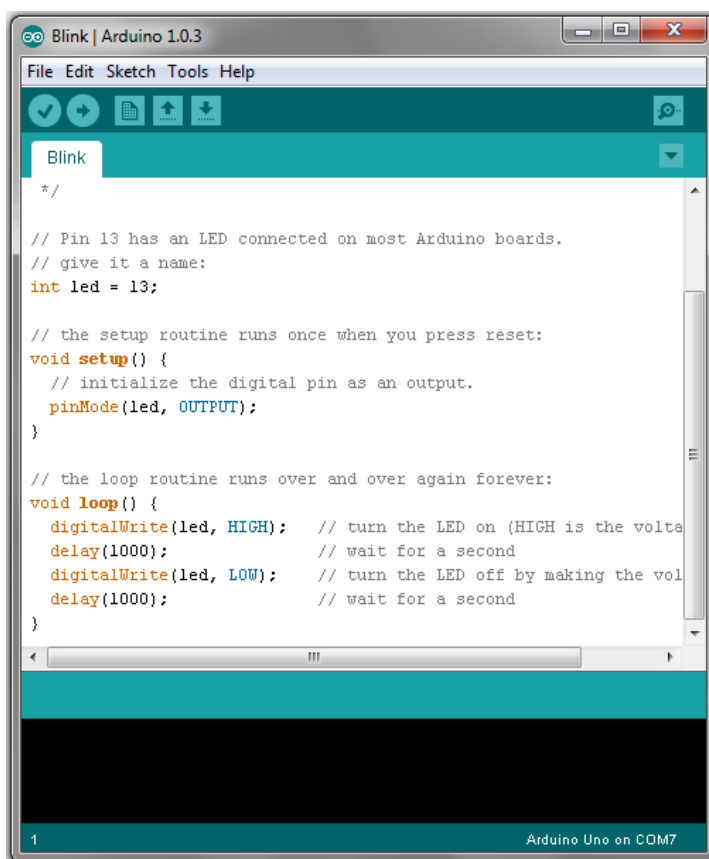 Blink | Arduino 1.0.3
File Edit Sketch Tools Help
Blink
*/
// Pin 13 has an LED connected on most Arduino boards.
// give it a name:
int led = 13;
// the setup routine runs once when you press reset:
void setup() {
// initialize the digital pin as an output.
pinMode(led, OUTPUT);
}
// the loop routine runs over and over again forever:
void loop() {
digitalWrite(led, HIGH); // turn the LED on (HIGH is the volta
delay(1000); // wait for a second
digitalWrite(led, LOW); // turn the LED off by making the vol
delay(1000); // wait for a second
}
1 Arduino Uno on COM7